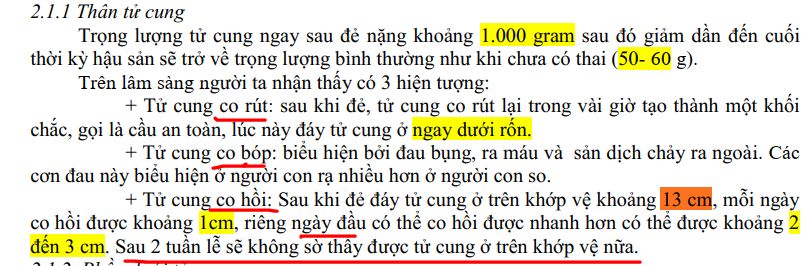 2.1.1 Thân tử cung
Trọng lượng tử cung ngay sau đẻ nặng khoảng 1.000 gram sau đó giảm dần đến cuối
thời kỳ hậu sản sẽ trở về trọng lượng bình thường như khi chưa có thai (50- 60 g).
Trên lâm sàng người ta nhận thấy có 3 hiện tượng:
+ Tử cung co rút: sau khi đẻ, tử cung co rút lại trong vài giờ tạo thành một khối
chắc, gọi là cầu an toàn, lúc này đáy tử cung ở ngay dưới rốn.
+ Tử cung co bóp: biểu hiện bởi đau bụng, ra máu và sản dịch chảy ra ngoài. Các
cơn đau này biểu hiện ở người con rạ nhiều hơn ở người con so.
+ Tử cung co hồi: Sau khi đẻ đáy tử cung ở trên khớp vệ khoảng 13 cm, mỗi ngày
co hồi được khoảng 1cm, riêng ngày đầu có thể co hồi được nhanh hơn có thể được khoảng 2
đến 3 cm. Sau 2 tuần lễ sẽ không sờ thấy được tử cung ở trên khớp vệ nữa.